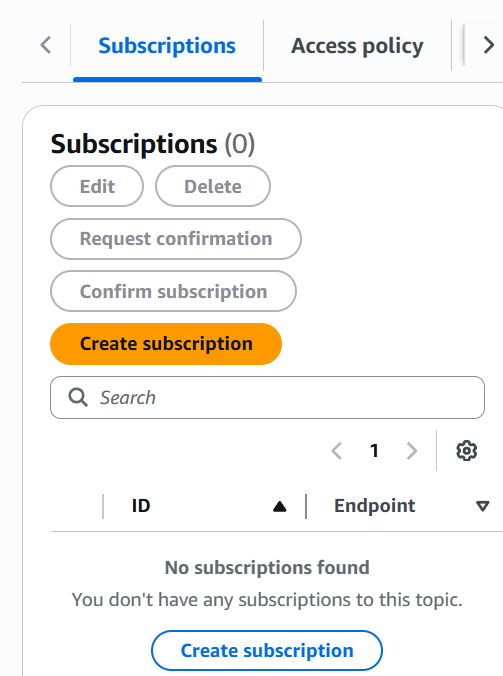 Subscriptions
Access policy
Subscriptions (0)
Edit
Delete
Request confirmation
Confirm subscription
Create subscription
Search
1
ID
Endpoint
No subscriptions found
You don't have any subscriptions to this topic.
Create subscription